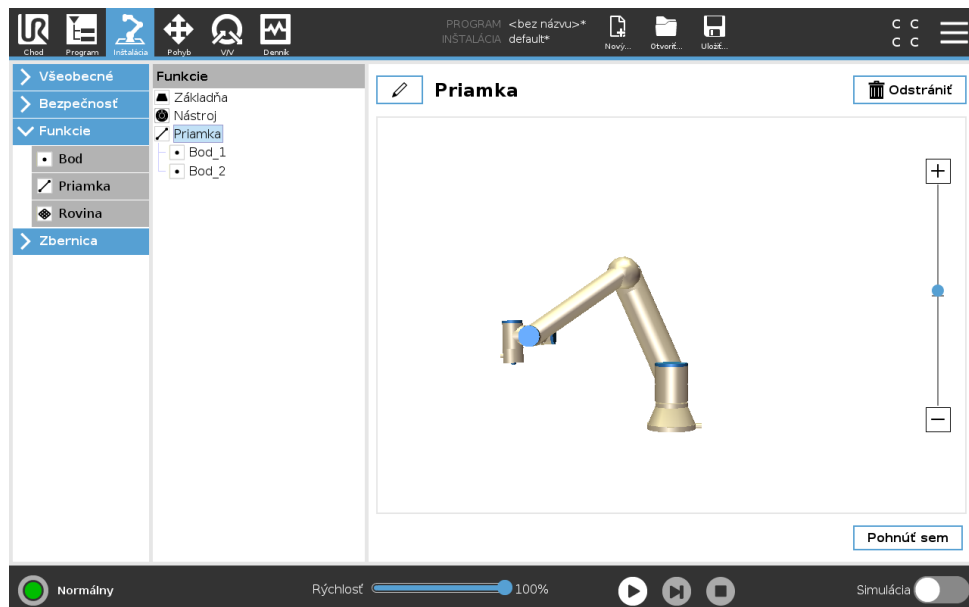 PROGRAM <bez názvu>*
INŠTALÁCIA default*
Chod Program Inštalácia Pohyb V/V Denník Nový... Otvoriť... Uložiť...
C C
C C
Všeobecné
Bezpečnosť
Funkcie
Bod
Priamka
Rovina
Zbernica
Funkcie
Základňa
Nástroj
Priamka
Bod_1
Bod_2
Priamka
Odstrániť
+
−
Pohnúť sem
Normálny Rýchlosť 100% Simulácia